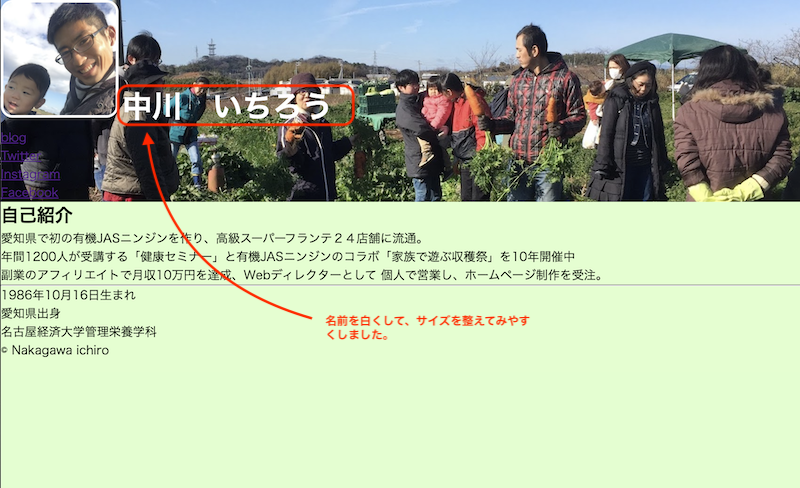 中川　いちろう
blog
Twitter
Instagram
FaceBook
自己紹介
愛知県で初の有機JASニンジンを作り、高級スーパーフランテ２４店舗に流通。
年間1200人が受講する「健康セミナー」と有機JASニンジンのコラボ「家族で遊ぶ収穫祭」を10年開催中
副業のアフィリエイトで月収10万円を達成、Webディレクターとして 個人で営業し、ホームページ制作を受注。
1986年10月16日生まれ
愛知県出身
名古屋経済大学管理栄養学科
© Nakagawa ichiro
名前を白くして、サイズを整えてみやす
くしました。